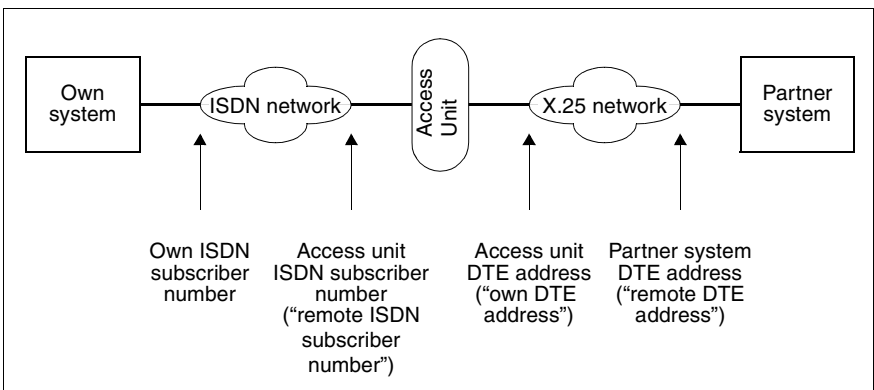 Own
system
ISDN network
Access
Unit
X.25 network
Partner
system
Own ISDN
subscriber
number
Access unit
ISDN subscriber
number
(“remote ISDN
subscriber
number”)
Access unit
DTE address
(“own DTE
address”)
Partner system
DTE address
(“remote DTE
address”)